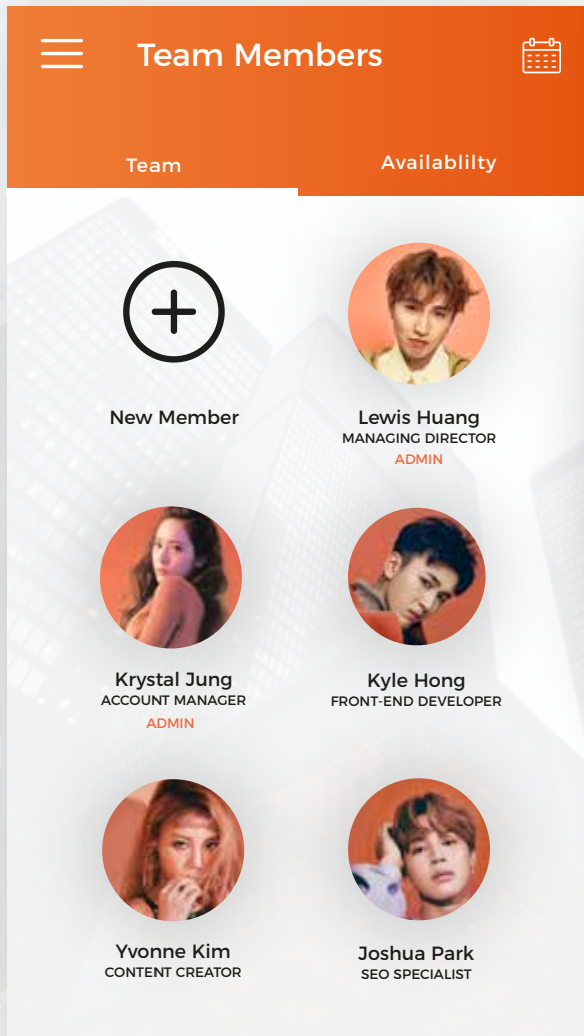 Team Members
Team
Availablilty
New Member
Lewis Huang
MANAGING DIRECTOR
ADMIN
Krystal Jung
ACCOUNT MANAGER
ADMIN
Kyle Hong
FRONT-END DEVELOPER
Yvonne Kim
CONTENT CREATOR
Joshua Park
SEO SPECIALIST